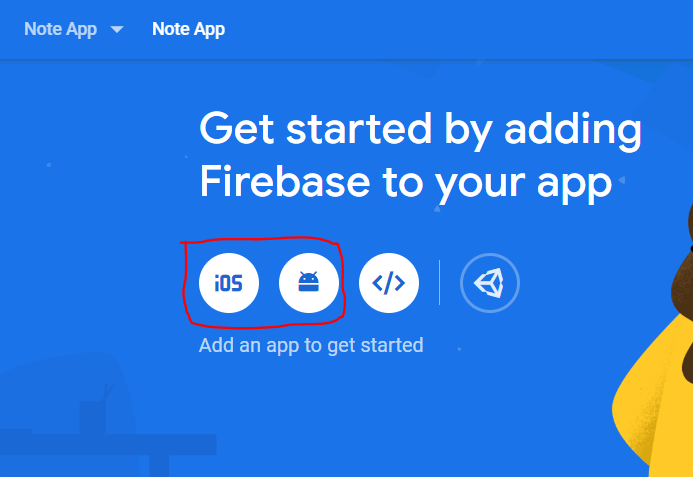 Note App Note App
Get started by adding
Firebase to your app
iOS </>
Add an app to get started